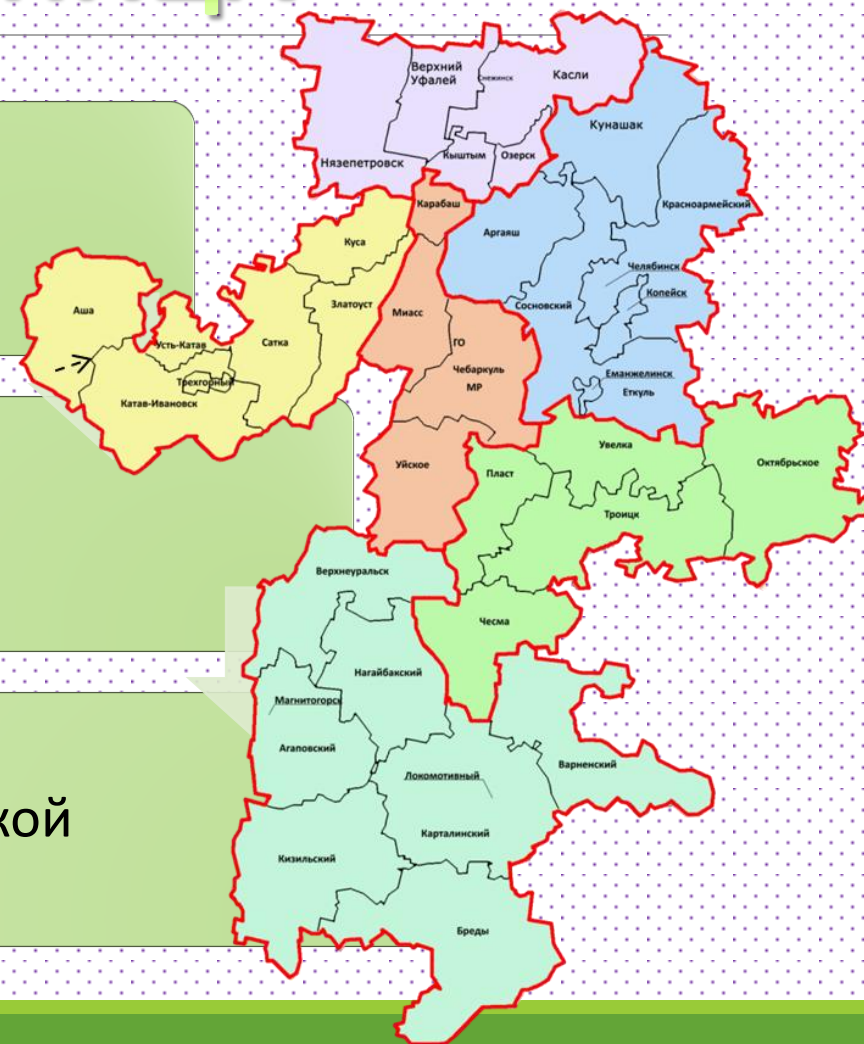 Верхний
Уфалей
Снежинск
Касли
Кунашак
Нязепетровск
Кыштым
Озерск
Карабаш
Красноармейский
Аргаяш
Куса
Челябинск
Копейск
Златоуст
Сосновский
Аша
Миасс
Усть-Катав
Сатка
ГО
Чебаркуль
МР
Трехгорный
Еманжелинск
Еткуль
Катав-Ивановск
Увелка
Октябрьское
Уйское
Пласт
Троицк
Верхнеуральск
Чесма
Нагайбакский
Магнитогорск
Агаповский
Варненский
Локомотивный
кой
Карталинский
Кизильский
Бреды